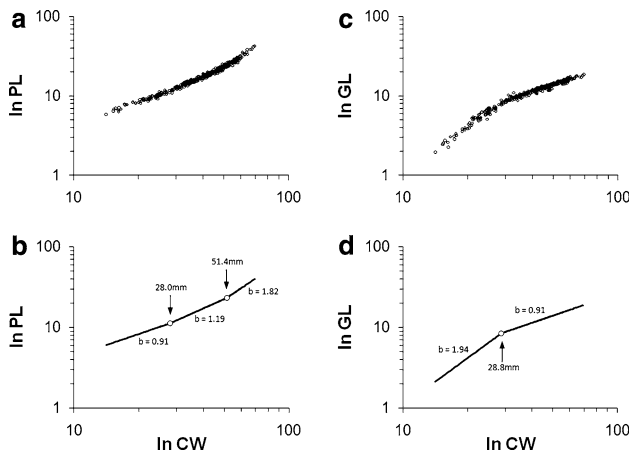 a
100
10
1
10
100
ln PL
c
100
10
1
10
100
ln GL
b
100
10
1
10
100
ln PL
ln CW
28.0mm
51.4mm
b = 0.91
b = 1.19
b = 1.82
d
100
10
1
10
100
ln GL
ln CW
b = 1.94
b = 0.91
28.8mm